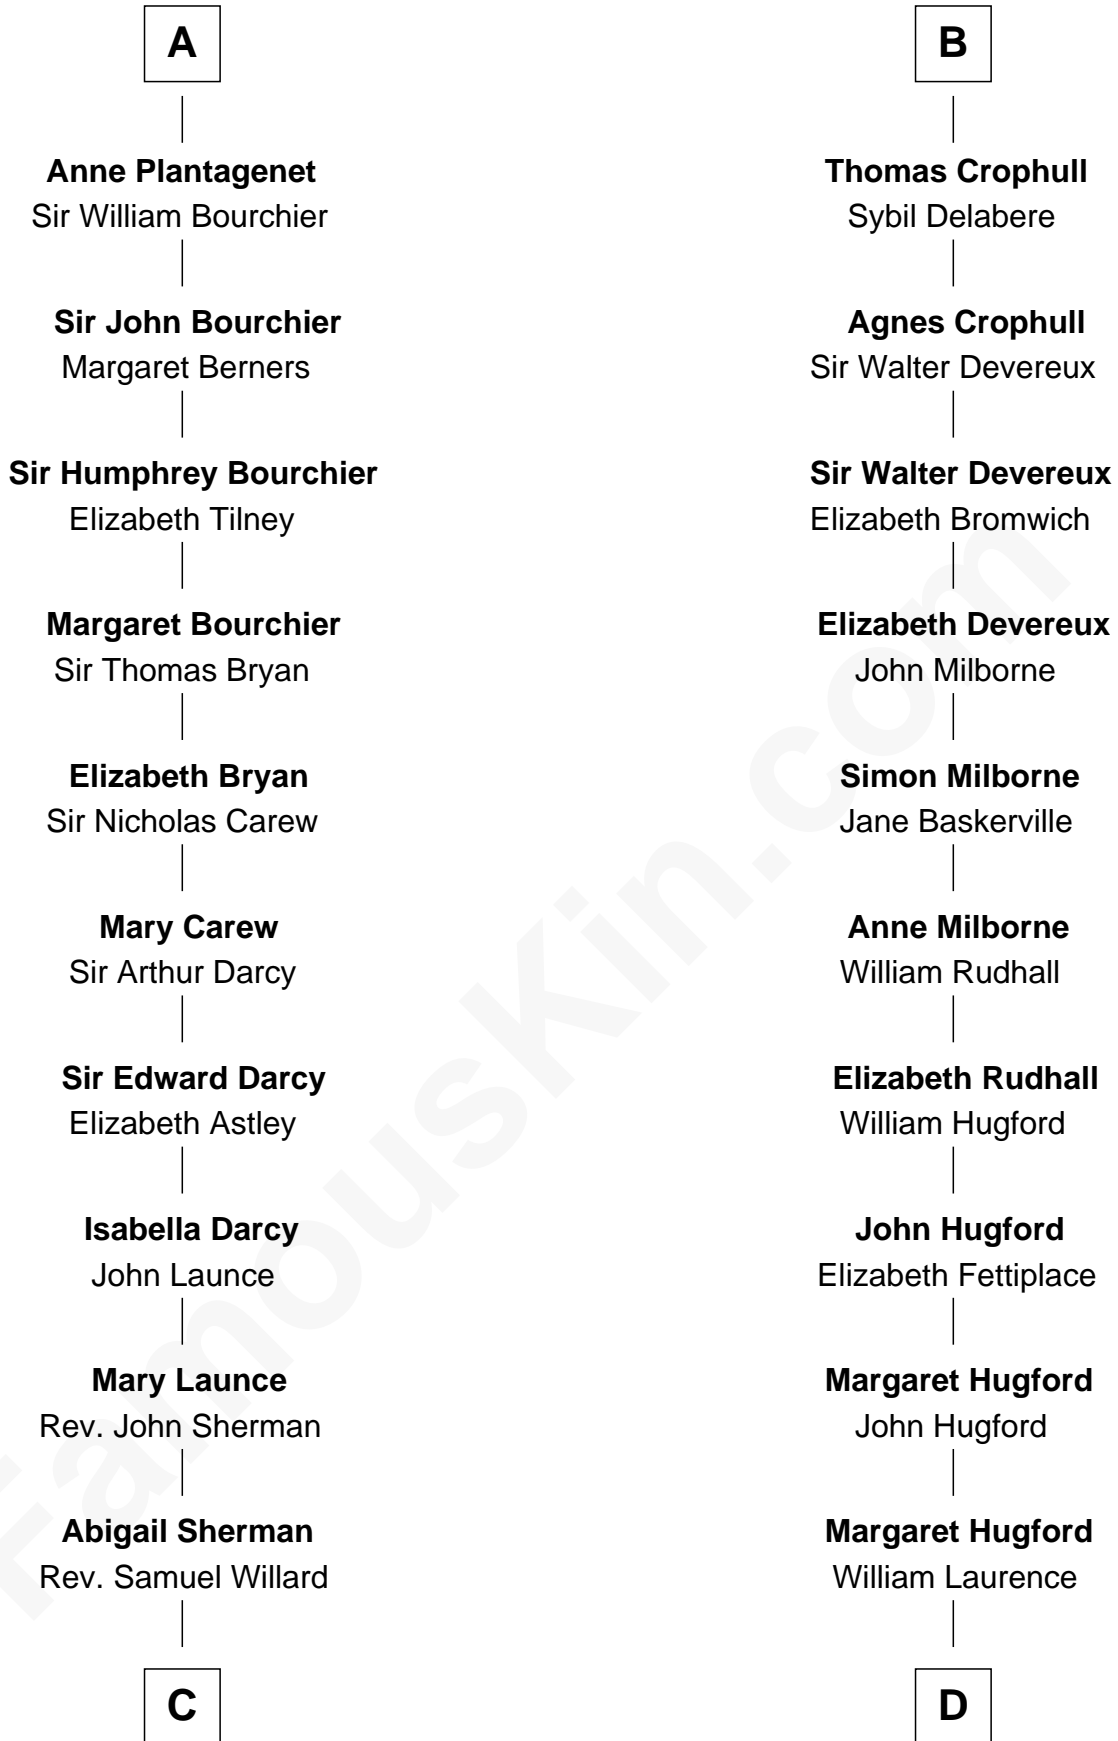 A
Anne Plantagenet
Sir William Bourchier
Sir John Bourchier
Margaret Berners
Sir Humphrey Bourchier
Elizabeth Tilney
Margaret Bourchier
Sir Thomas Bryan
Elizabeth Bryan
Sir Nicholas Carew
Mary Carew
Sir Arthur Darcy
Sir Edward Darcy
Elizabeth Astley
Isabella Darcy
John Launce
Mary Launce
Rev. John Sherman
Abigail Sherman
Rev. Samuel Willard
C
B
Thomas Crophull
Sybil Delabere
Agnes Crophull
Sir Walter Devereux
Sir Walter Devereux
Elizabeth Bromwich
Elizabeth Devereux
John Milborne
Simon Milborne
Jane Baskerville
Anne Milborne
William Rudhall
Elizabeth Rudhall
William Hugford
John Hugford
Elizabeth Fettiplace
Margaret Hugford
John Hugford
Margaret Hugford
William Laurence
D
FamousKin.com